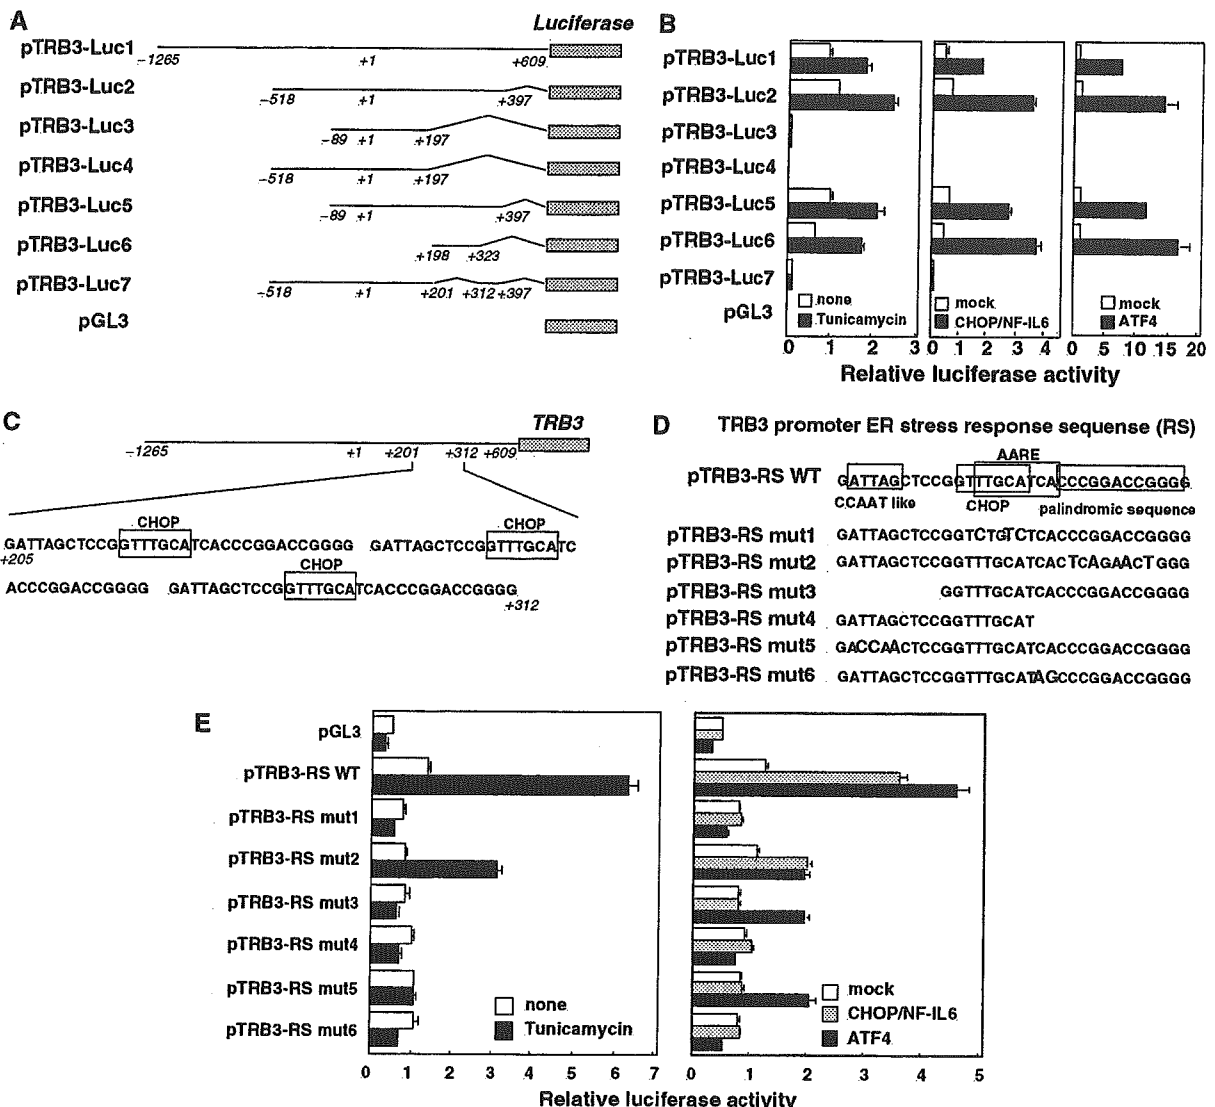 A
Luciferase
pTRB3-Luc1
-1265 +1 +609
pTRB3-Luc2
-518 +1 +397
pTRB3-Luc3
-89 +1 +197
pTRB3-Luc4
-518 +1 +197
pTRB3-Luc5
-89 +1 +397
pTRB3-Luc6
+198 +323
pTRB3-Luc7
-518 +1 +201 +312 +397
pGL3
B
pTRB3-Luc1
pTRB3-Luc2
pTRB3-Luc3
pTRB3-Luc4
pTRB3-Luc5
pTRB3-Luc6
pTRB3-Luc7
pGL3
none
Tunicamycin
mock
CHOP/NF-IL6
mock
ATF4
0 1 2 3
0 1 2 3 4
0 5 10 15 20
Relative luciferase activity
C
TRB3
-1265 +1 +201 +312 +609
CHOP CHOP
GATTAGCTCCGGTTTGCATCACCCGGACCGGGG GATTAGCTCCGGTTTGCATC
+205
CHOP
ACCCGGACCGGGG GATTAGCTCCGGTTTGCATCACCCGGACCGGGG
+312
D
TRB3 promoter ER stress response sequense (RS)
AARE
pTRB3-RS WT GATTAGCTCCGGTTTGCATCACCCGGACCGGGG
CCAAT like CHOP palindromic sequence
pTRB3-RS mut1 GATTAGCTCCGGTCTGTCTCACCCGGACCGGGG
pTRB3-RS mut2 GATTAGCTCCGGTTTGCATCACTCAGAACTGGG
pTRB3-RS mut3 GGTTTGCATCACCCGGACCGGGG
pTRB3-RS mut4 GATTAGCTCCGGTTTGCAT
pTRB3-RS mut5 GACCAACTCCGGTTTGCATCACCCGGACCGGGG
pTRB3-RS mut6 GATTAGCTCCGGTTTGCATAGCCCGGACCGGGG
E
pGL3
pTRB3-RS WT
pTRB3-RS mut1
pTRB3-RS mut2
pTRB3-RS mut3
pTRB3-RS mut4
pTRB3-RS mut5
pTRB3-RS mut6
none
Tunicamycin
mock
CHOP/NF-IL6
ATF4
0 1 2 3 4 5 6 7
0 1 2 3 4 5
Relative luciferase activity